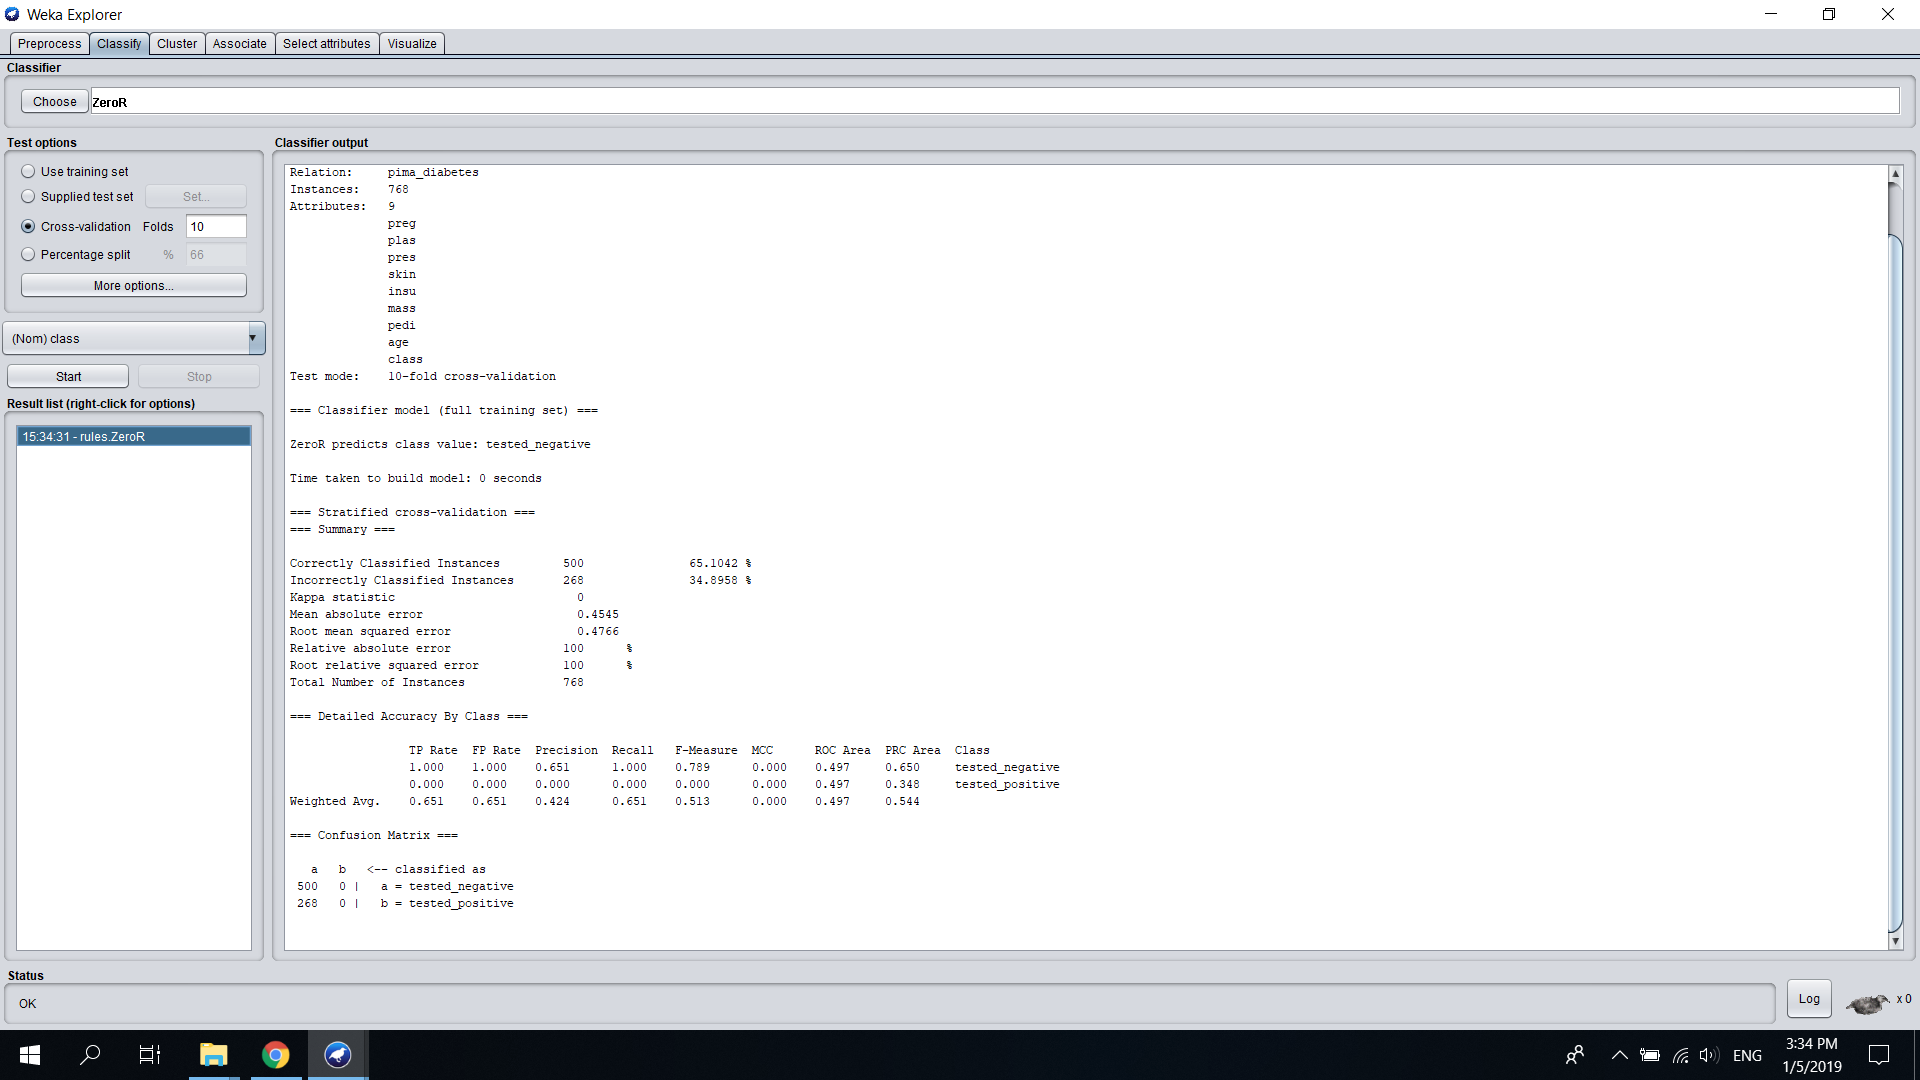 Weka Explorer
Preprocess Classify Cluster Associate Select attributes Visualize
Classifier
Choose ZeroR
Test options
Use training set
Supplied test set Set...
Cross-validation Folds 10
Percentage split % 66
More options...
(Nom) class
Start Stop
Result list (right-click for options)
15:34:31 - rules.ZeroR
Classifier output
Relation: pima_diabetes
Instances: 768
Attributes: 9
preg
plas
pres
skin
insu
mass
pedi
age
class
Test mode: 10-fold cross-validation
=== Classifier model (full training set) ===
ZeroR predicts class value: tested_negative
Time taken to build model: 0 seconds
=== Stratified cross-validation ===
=== Summary ===
Correctly Classified Instances 500 65.1042 %
Incorrectly Classified Instances 268 34.8958 %
Kappa statistic 0
Mean absolute error 0.4545
Root mean squared error 0.4766
Relative absolute error 100 %
Root relative squared error 100 %
Total Number of Instances 768
=== Detailed Accuracy By Class ===
TP Rate FP Rate Precision Recall F-Measure MCC ROC Area PRC Area Class
1.000 1.000 0.651 1.000 0.789 0.000 0.497 0.650 tested_negative
0.000 0.000 0.000 0.000 0.000 0.000 0.497 0.348 tested_positive
Weighted Avg. 0.651 0.651 0.424 0.651 0.513 0.000 0.497 0.544
=== Confusion Matrix ===
a b <-- classified as
500 0 | a = tested_negative
268 0 | b = tested_positive
Status
OK
Log
x 0
ENG
3:34 PM
1/5/2019